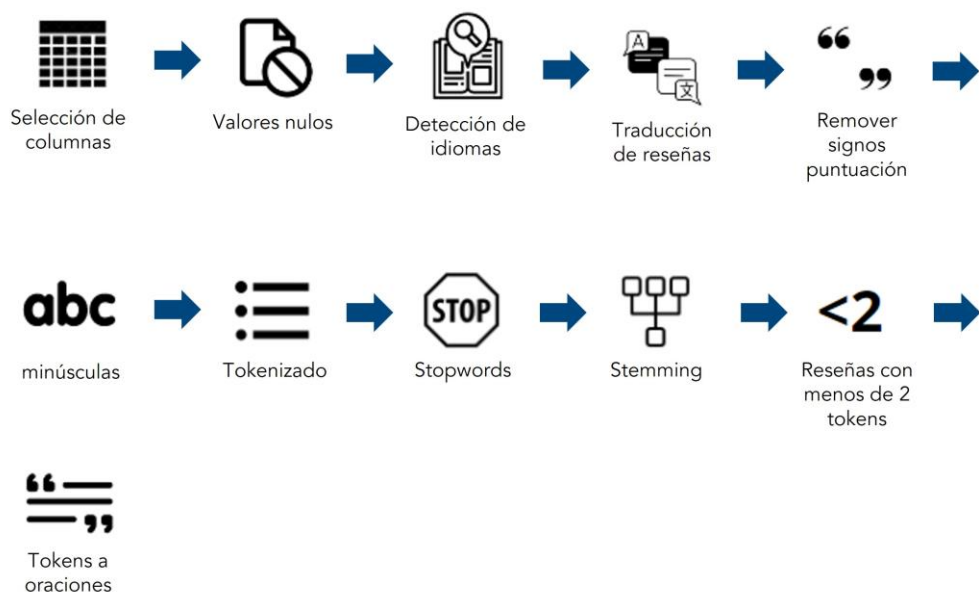 Selección de
columnas
Valores nulos
Detección de
idiomas
A
文
Traducción
de reseñas
“
”
Remover
signos
puntuación
abc
minúsculas
Tokenizado
STOP
Stopwords
Stemming
<2
Reseñas con
menos de 2
tokens
“
”
Tokens a
oraciones